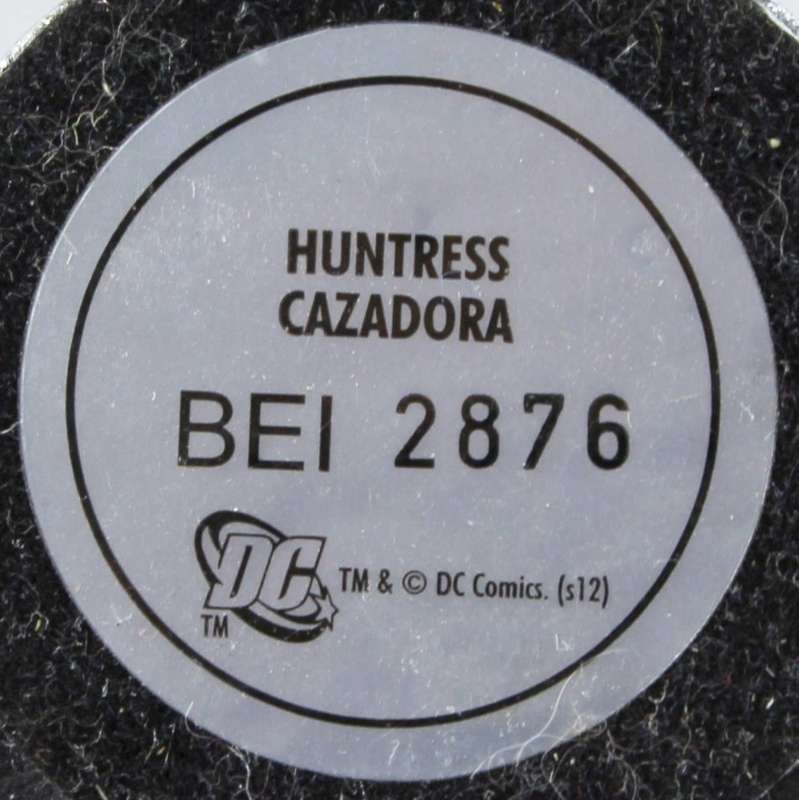 HUNTRESS
CAZADORA
BEI 2876
DC TM & © DC Comics. (s12)
TM